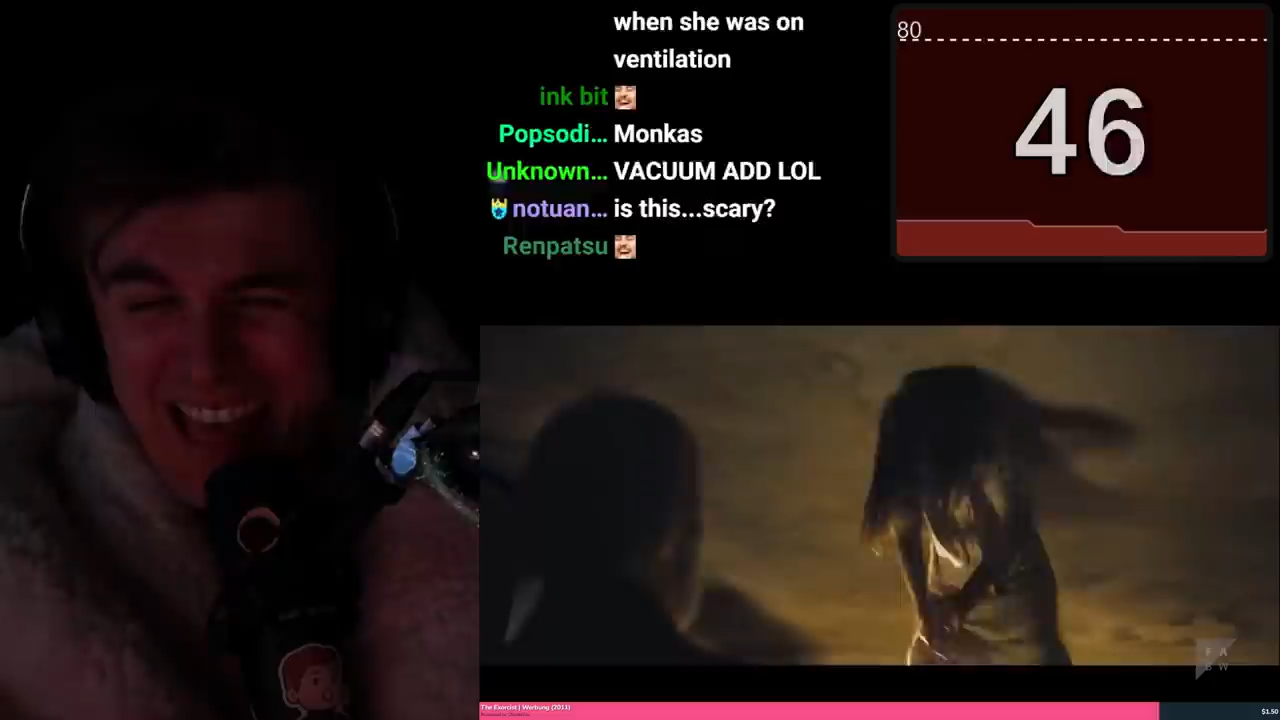 when she was on
ventilation
ink bit
Popsodi... Monkas
Unknown... VACUUM ADD LOL
notuan... is this...scary?
Renpatsu
80
46
F A
B W
The Exorcist | Werbung (2011)
$1.50